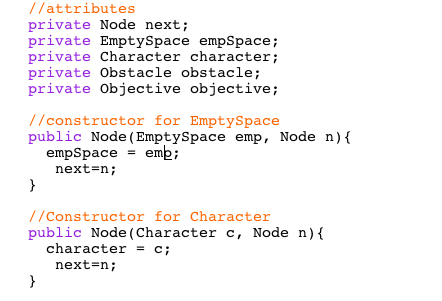 //attributes
private Node next;
private EmptySpace empSpace;
private Character character;
private Obstacle obstacle;
private Objective objective;
//constructor for EmptySpace
public Node(EmptySpace emp, Node n){
empSpace = emp;
next=n;
}
//Constructor for Character
public Node(Character c, Node n){
character = c;
next=n;
}